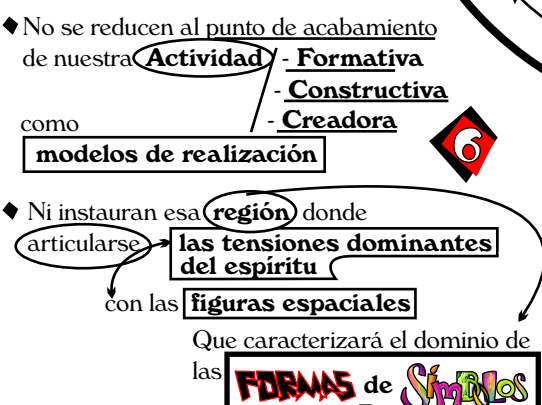 No se reducen al punto de acabamiento
de nuestra Actividad - Formativa
- Constructiva
- Creadora
como
modelos de realización
6
Ni instauran esa región donde
articularse las tensiones dominantes
del espíritu
con las figuras espaciales
Que caracterizará el dominio de
las FORMAS de SÍMBOLOS